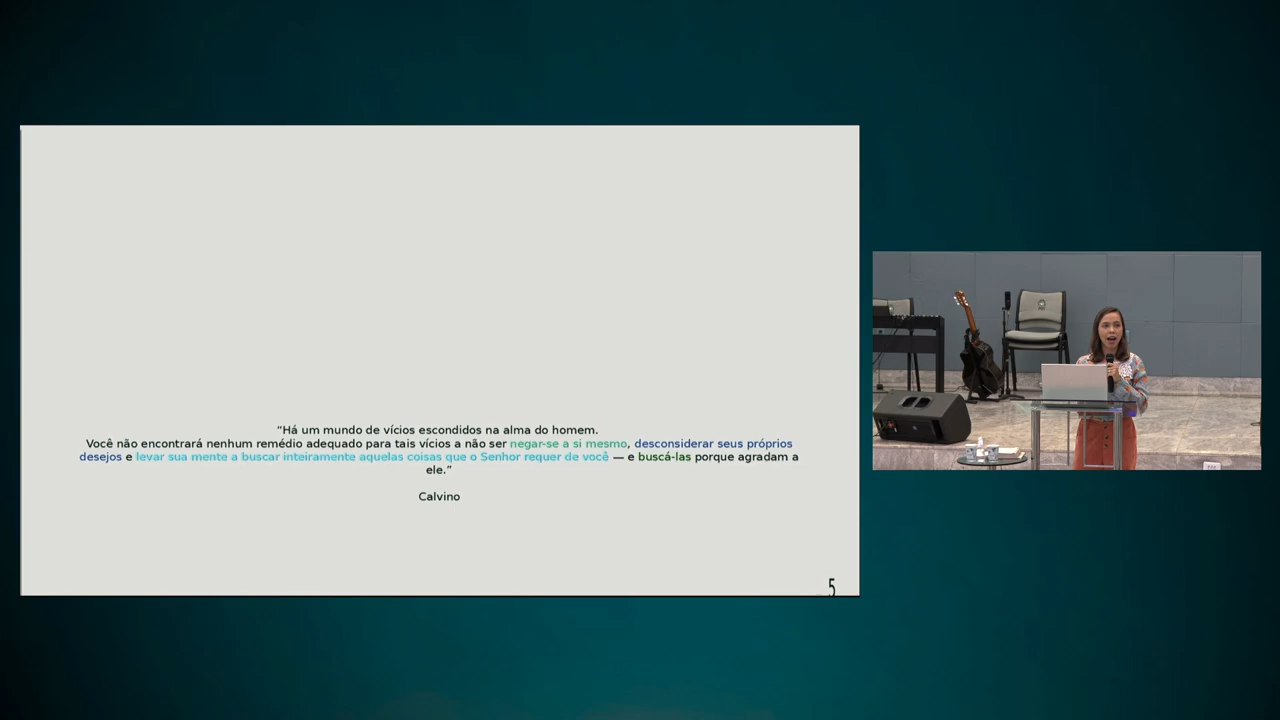 “Há um mundo de vícios escondidos na alma do homem.
Você não encontrará nenhum remédio adequado para tais vícios a não ser negar-se a si mesmo, desconsiderar seus próprios
desejos e levar sua mente a buscar inteiramente aquelas coisas que o Senhor requer de você — e buscá-las porque agradam a
ele.”
Calvino
5